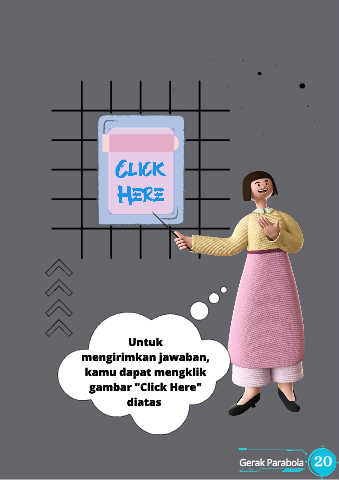 CLICK
HERE
Untuk
mengirimkan jawaban,
kamu dapat mengklik
gambar "Click Here"
diatas
Gerak Parabola 20